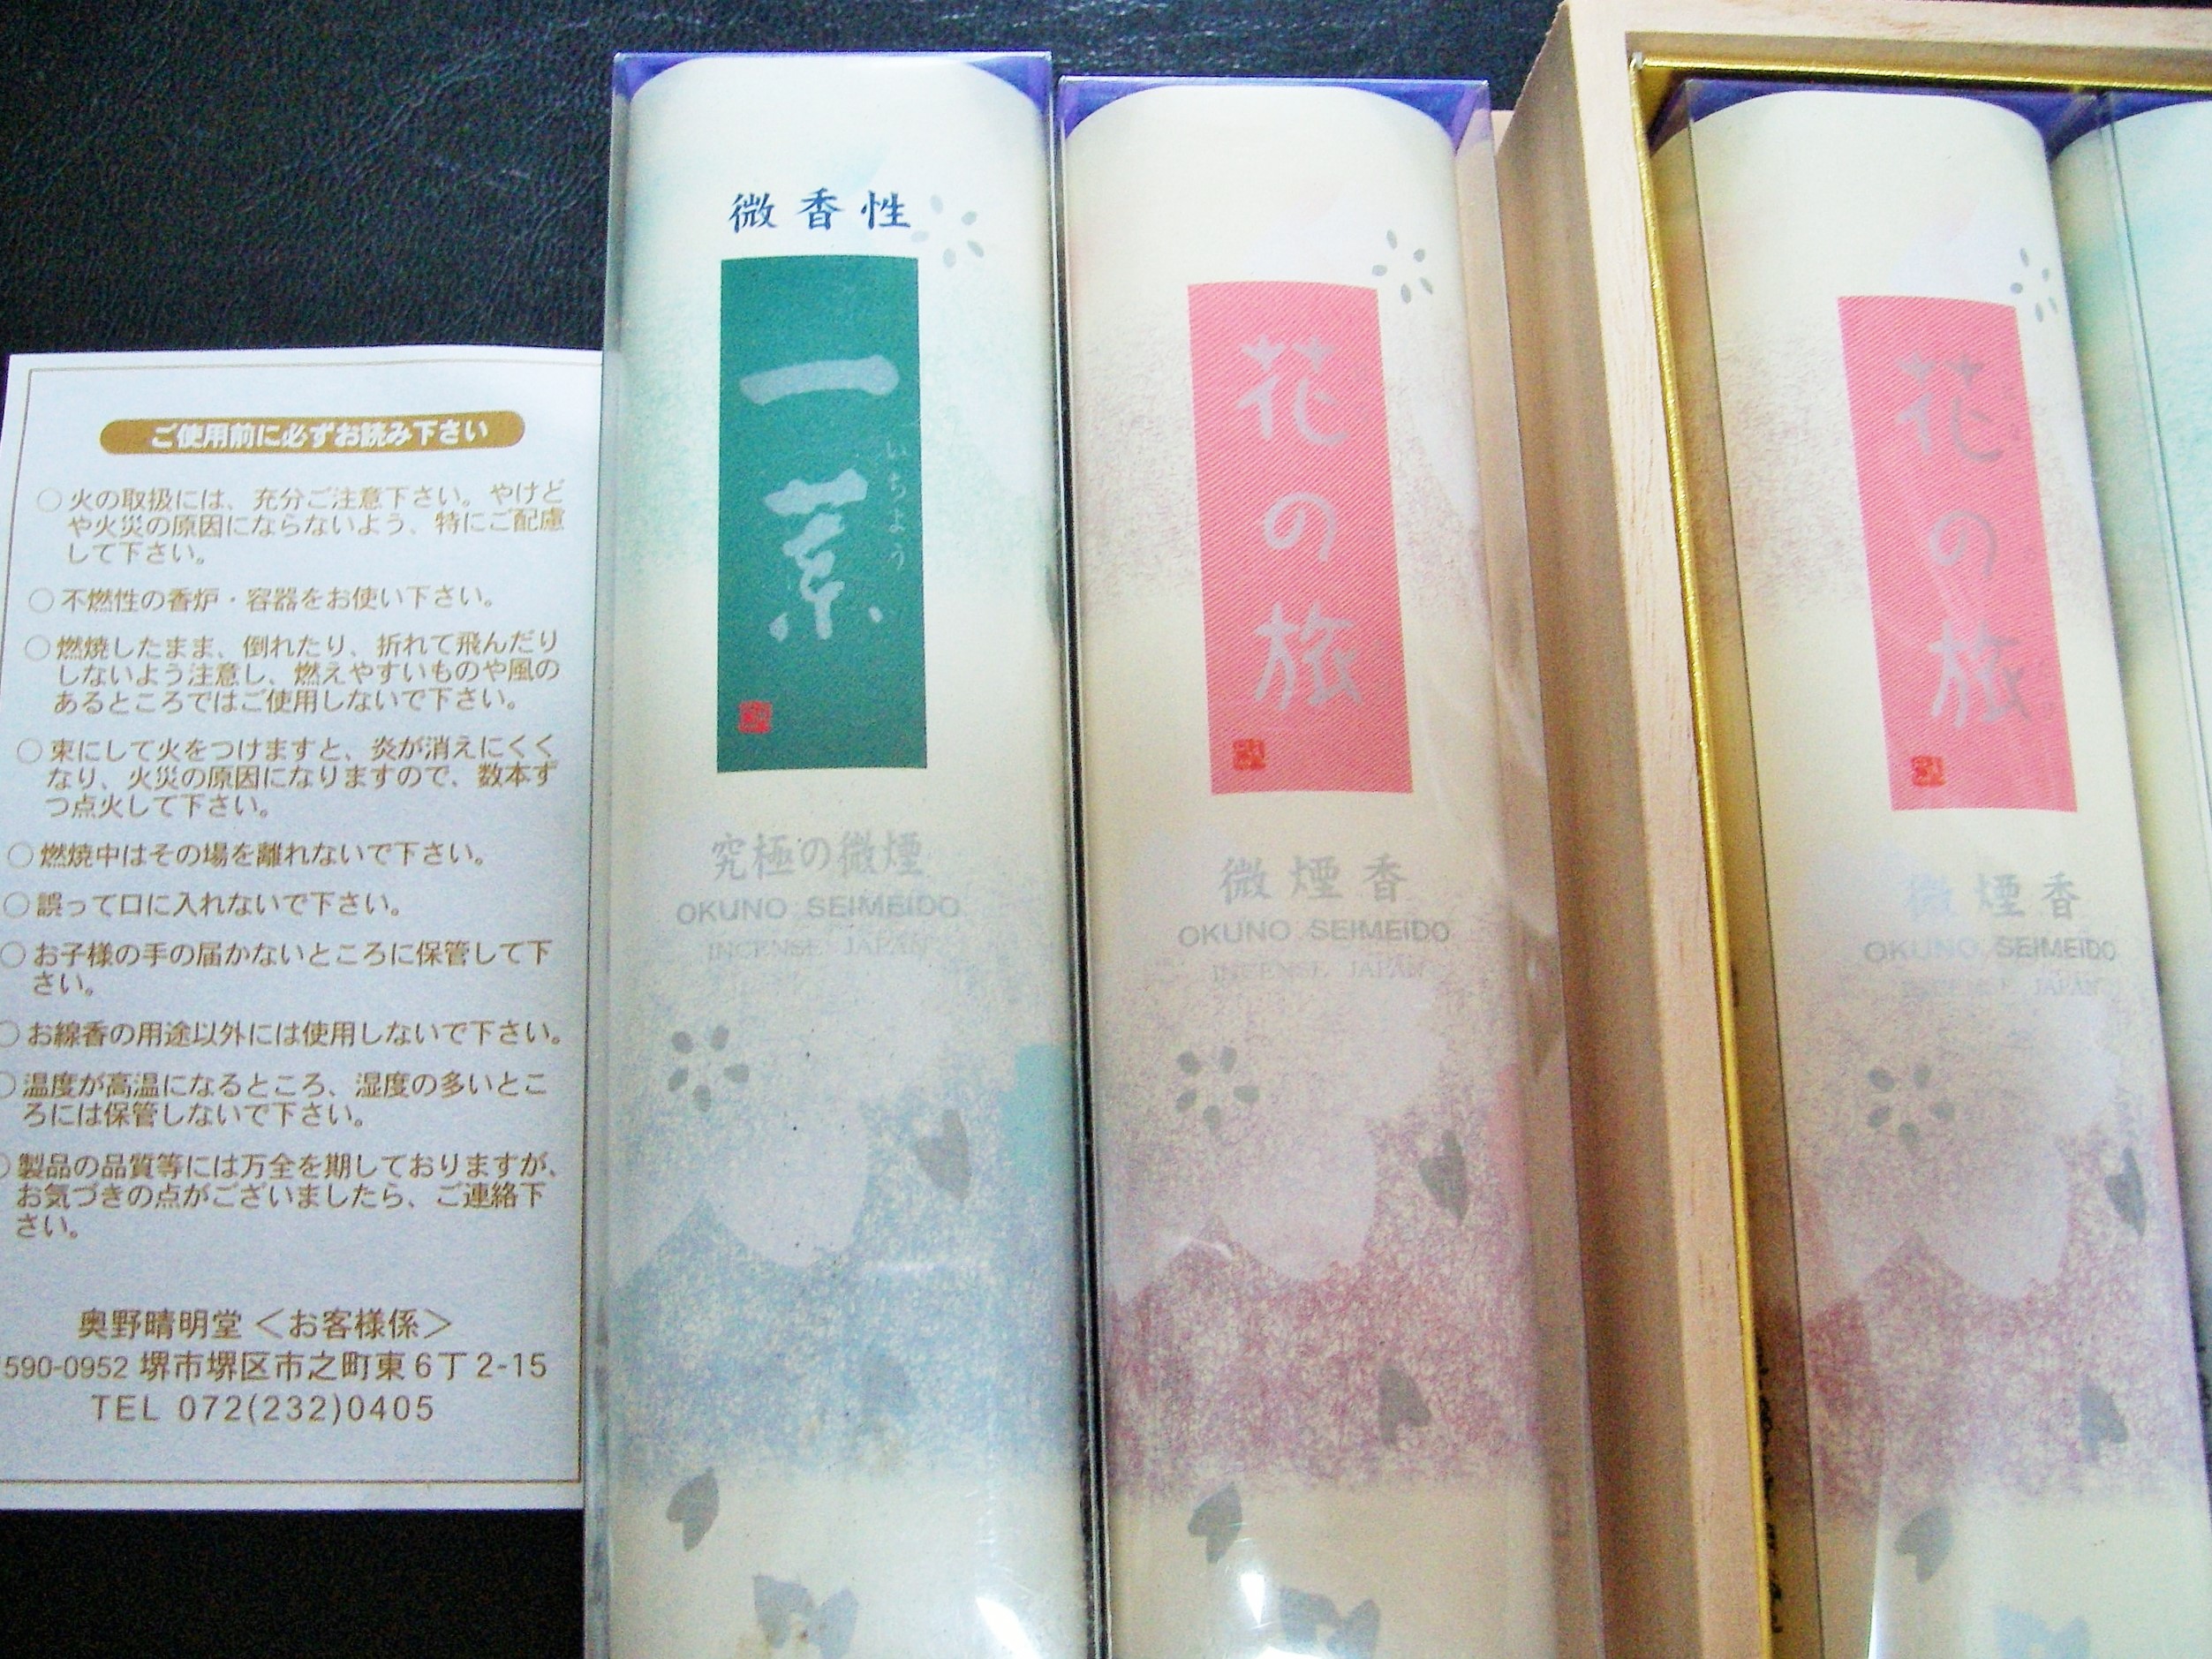 ご使用前に必ずお読み下さい
○火の取扱には、充分ご注意下さい。やけど
や火災の原因にならないよう、特にご配慮
して下さい。
○不燃性の香炉・容器をお使い下さい。
○燃焼したまま、倒れたり、折れて飛んだり
しないよう注意し、燃えやすいものや風の
あるところではご使用しないで下さい。
○束にして火をつけますと、炎が消えにくく
なり、火災の原因になりますので、数本ず
つ点火して下さい。
○燃焼中はその場を離れないで下さい。
○誤って口に入れないで下さい。
○お子様の手の届かないところに保管して下
さい。
○お線香の用途以外には使用しないで下さい。
○温度が高温になるところ、湿度の多いとこ
ろには保管しないで下さい。
○製品の品質等には万全を期しておりますが、
お気づきの点がございましたら、ご連絡下
さい。
奥野晴明堂＜お客様係＞
590-0952 堺市堺区市之町東6丁2-15
TEL 072(232)0405
微香性
一葉
いちよう
究極の微煙
OKUNO SEIMEIDO
INCENSE JAPAN
花の旅
微煙香
OKUNO SEIMEIDO
INCENSE JAPAN
花の旅
微煙香
OKUNO SEIMEIDO
INCENSE JAPAN